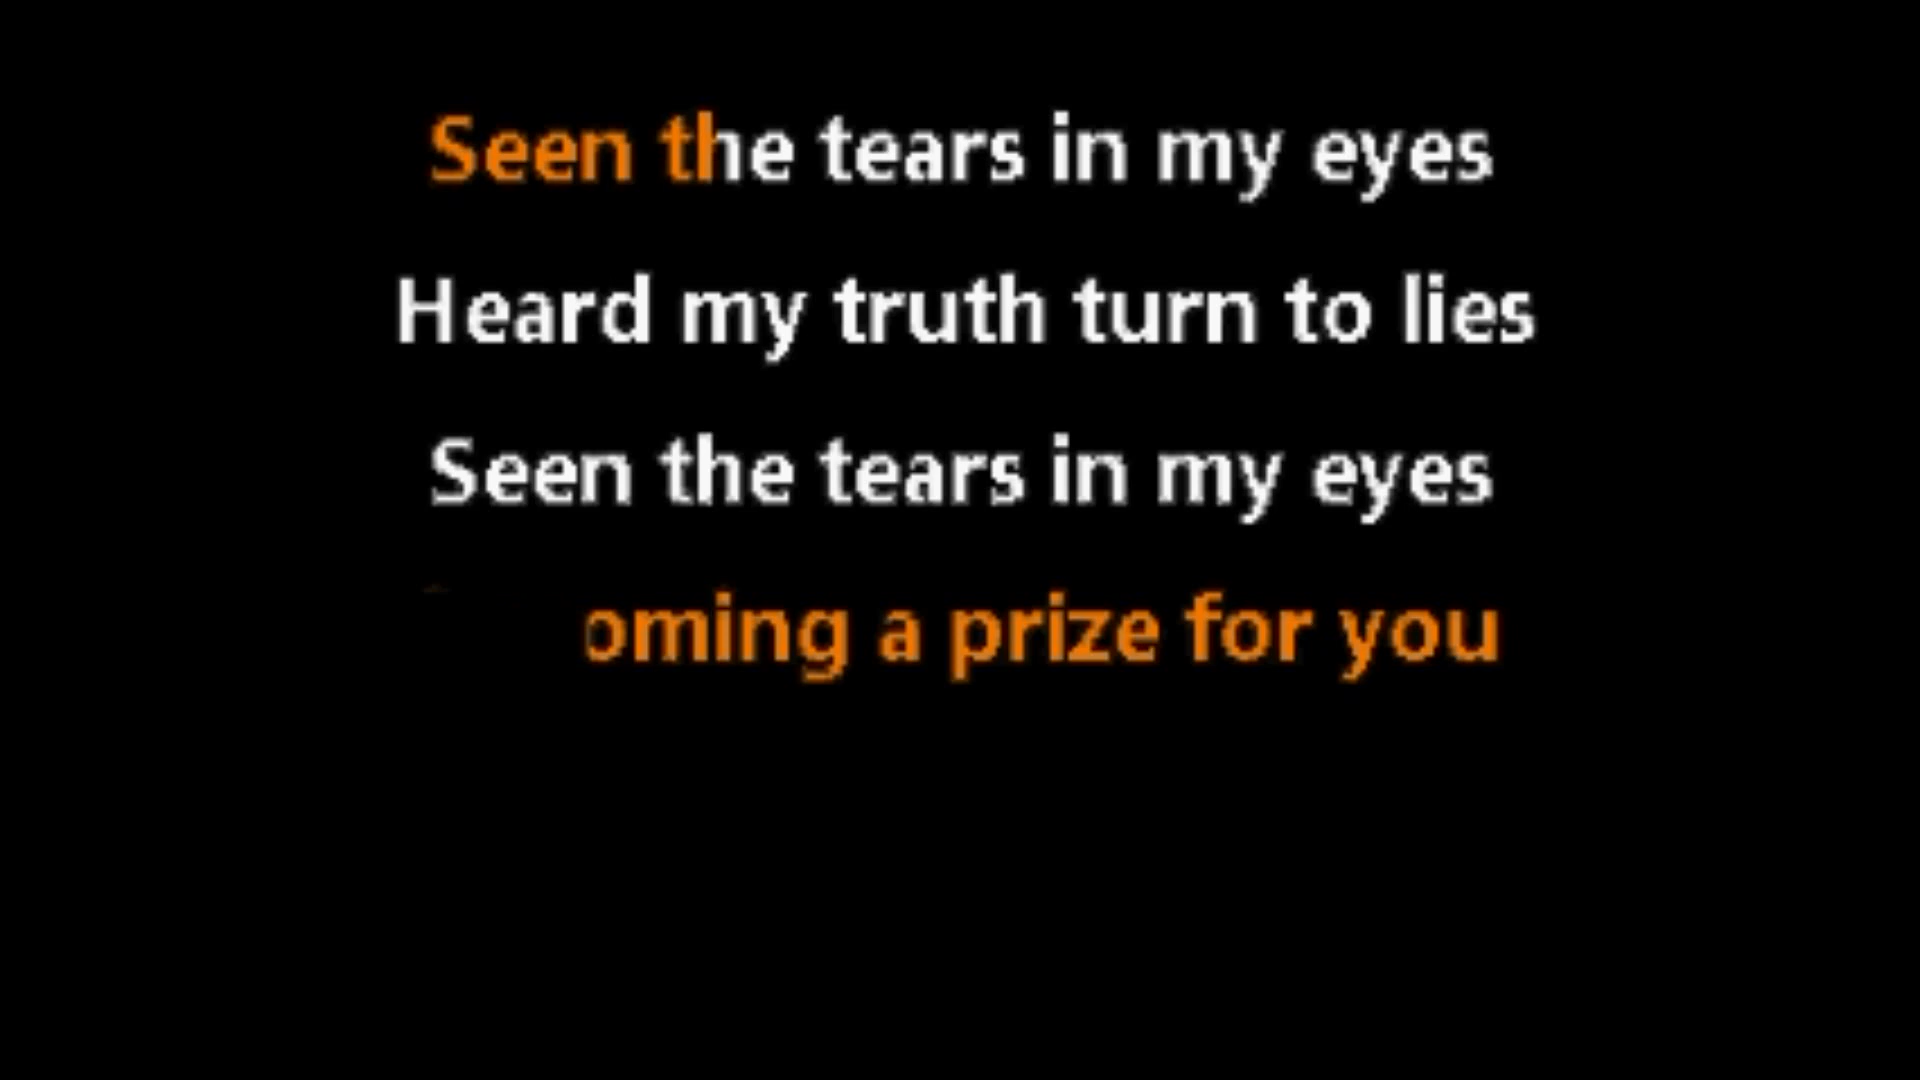 Seen the tears in my eyes
Heard my truth turn to lies
Seen the tears in my eyes
oming a prize for you